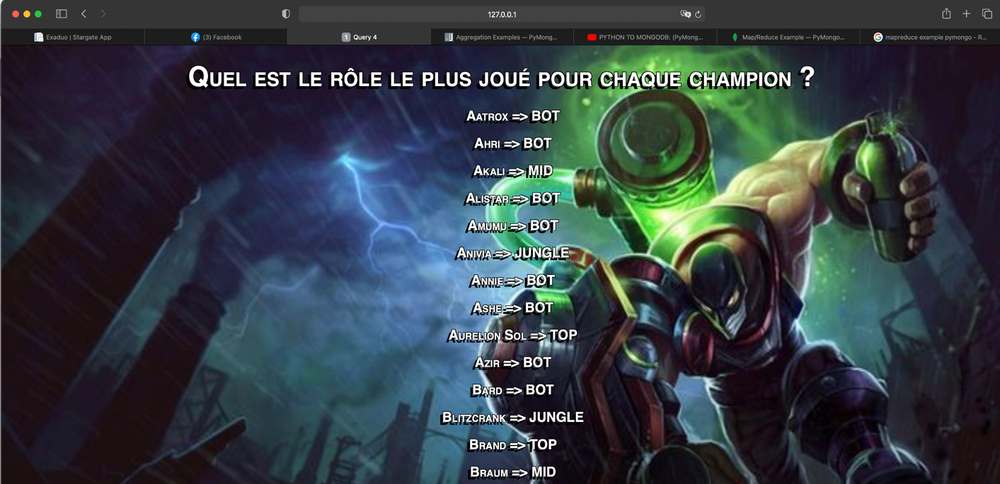 127.0.0.1
Exaduo | Stargate App
(3) Facebook
1 Query 4
Aggregation Examples — PyMong...
PYTHON TO MONGODB: (PyMong...
Map/Reduce Example — PyMongo...
mapreduce example pymongo - R...
Quel est le rôle le plus joué pour chaque champion ?
Aatrox => BOT
Ahri => BOT
Akali => MID
Alistar => BOT
Amumu => BOT
Anivia => JUNGLE
Annie => BOT
Ashe => BOT
Aurelion Sol => TOP
Azir => BOT
Bard => BOT
Blitzcrank => JUNGLE
Brand => TOP
Braum => MID